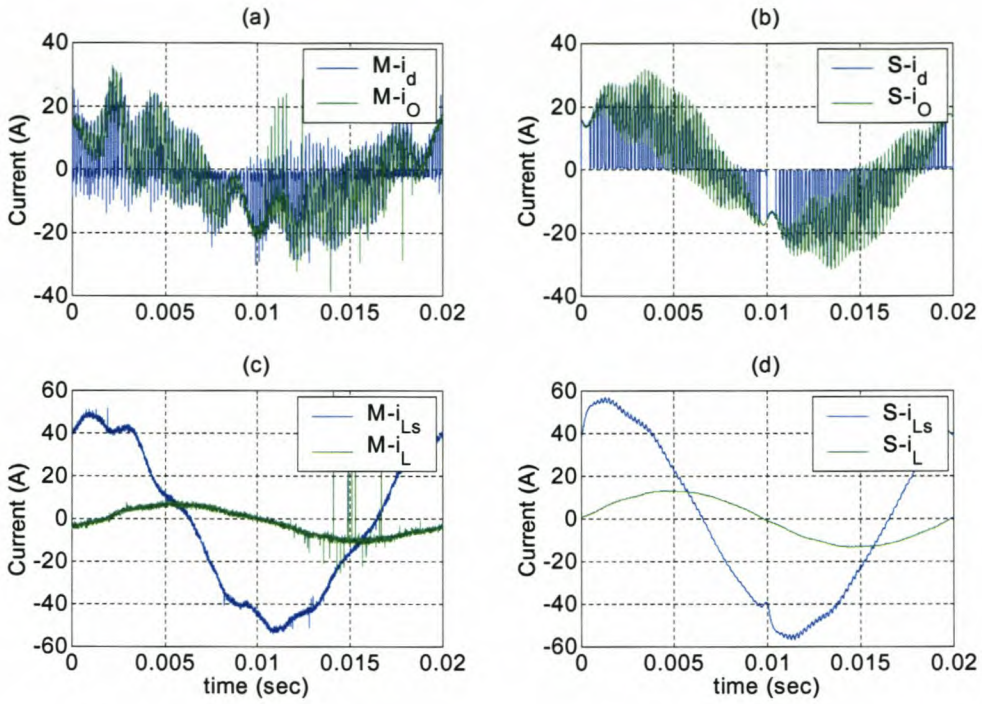 (a)
40
20
0
-20
-40
Current (A)
M-i_d
M-i_O
0 0.005 0.01 0.015 0.02
(b)
40
20
0
-20
-40
Current (A)
S-i_d
S-i_O
0 0.005 0.01 0.015 0.02
(c)
60
40
20
0
-20
-40
-60
Current (A)
M-i_Ls
M-i_L
0 0.005 0.01 0.015 0.02
time (sec)
(d)
60
40
20
0
-20
-40
-60
Current (A)
S-i_Ls
S-i_L
0 0.005 0.01 0.015 0.02
time (sec)